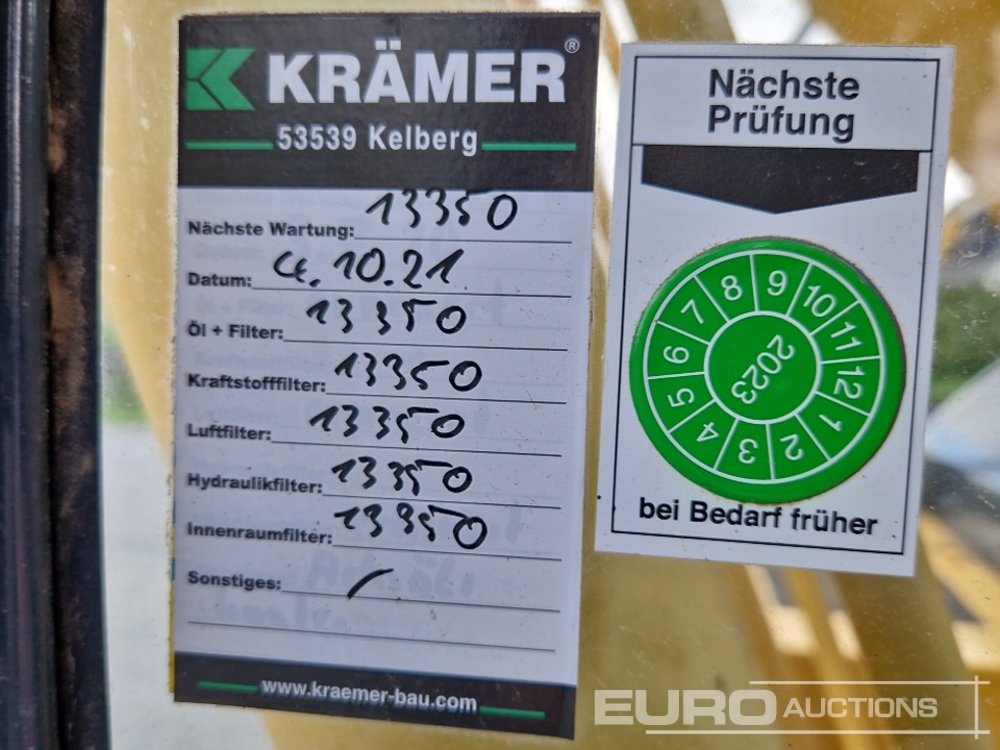 KRÄMER®
53539 Kelberg
Nächste Wartung: 13350
Datum: 10.21
Öl + Filter: 13350
Kraftstofffilter: 13350
Luftfilter: 13350
Hydraulikfilter: 13350
Innenraumfilter: 13350
Sonstiges: /
www.kraemer-bau.com
Nächste
Prüfung
1 2 3 4 5 6 7 8 9 10 11 12
2023
bei Bedarf früher
EURO AUCTIONS